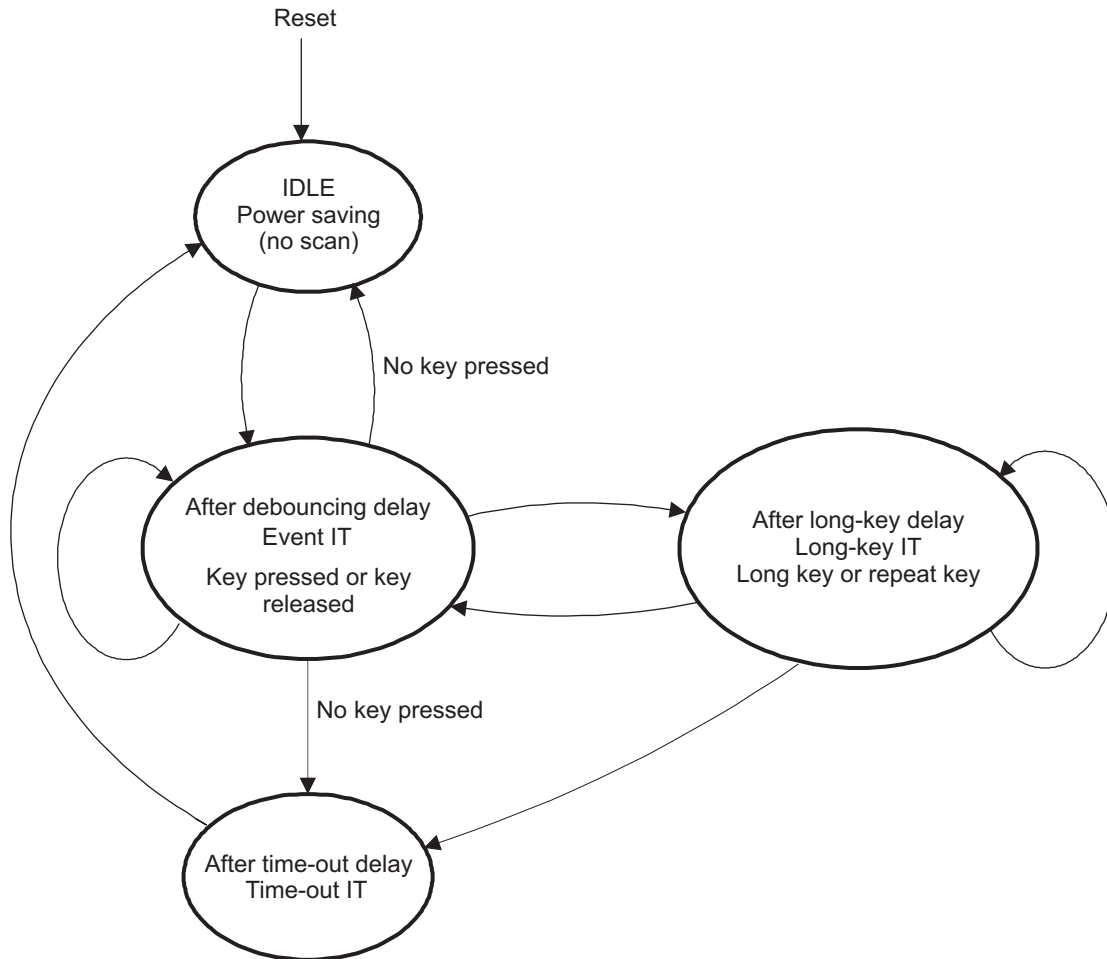 Reset
IDLE
Power saving
(no scan)
No key pressed
After debouncing delay
Event IT
Key pressed or key
released
After long-key delay
Long-key IT
Long key or repeat key
No key pressed
After time-out delay
Time-out IT